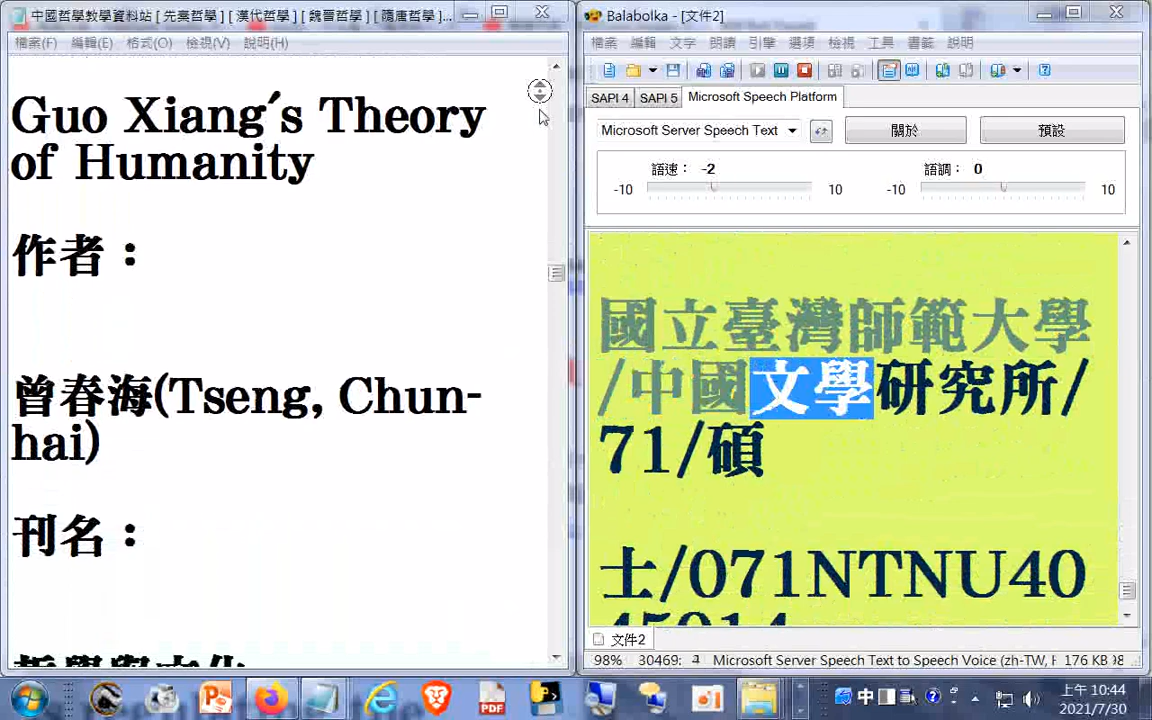 中國哲學教學資料站 [ 先秦哲學 ] [ 漢代哲學 ] [ 魏晉哲學 ] [ 隋唐哲學 ]...
檔案(F) 編輯(E) 格式(O) 檢視(V) 說明(H)
Guo Xiang's Theory
of Humanity
作者：
曾春海(Tseng, Chun-
hai)
刊名：
哲學與文化
Balabolka - [文件2]
檔案 編輯 文字 朗讀 引擎 選項 檢視 工具 書籤 說明
SAPI 4 SAPI 5 Microsoft Speech Platform
Microsoft Server Speech Text 關於 預設
語速： -2 語調： 0
-10 10 -10 10
國立臺灣師範大學
/中國文學研究所/
71/碩
士/071NTNU40
45014
文件2
98% 30469: Microsoft Server Speech Text to Speech Voice (zh-TW, H 176 KB
中
上午 10:44
2021/7/30